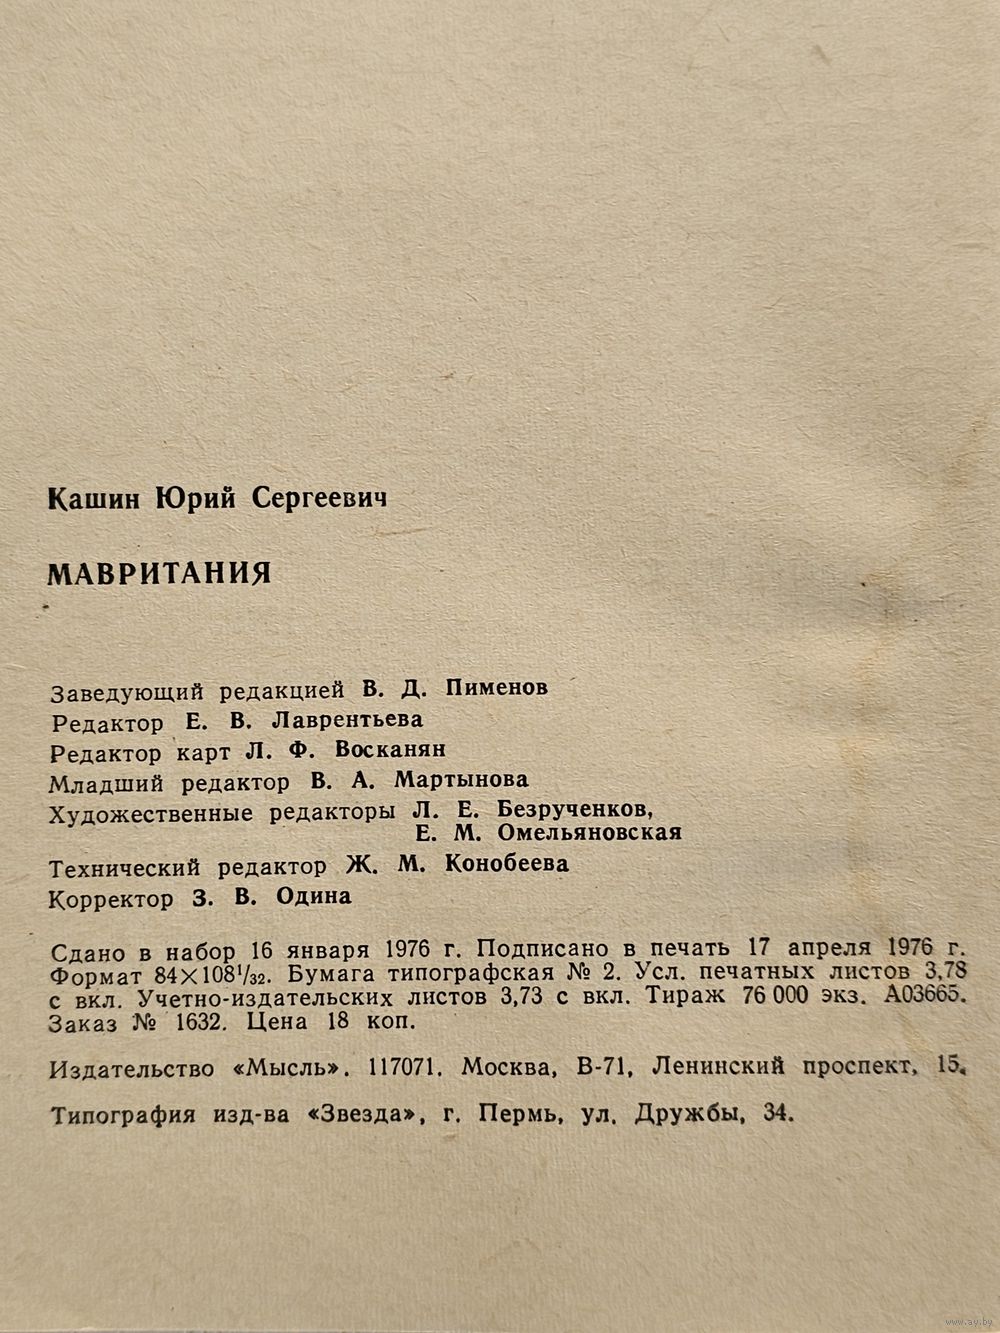 Кашин Юрий Сергеевич
МАВРИТАНИЯ
Заведующий редакцией В. Д. Пименов
Редактор Е. В. Лаврентьева
Редактор карт Л. Ф. Восканян
Младший редактор В. А. Мартынова
Художественные редакторы Л. Е. Безрученков,
Е. М. Омельяновская
Технический редактор Ж. М. Конобеева
Корректор З. В. Одина
Сдано в набор 16 января 1976 г. Подписано в печать 17 апреля 1976 г.
Формат 84×108¹/₃₂. Бумага типографская № 2. Усл. печатных листов 3,78
с вкл. Учетно-издательских листов 3,73 с вкл. Тираж 76 000 экз. А03665.
Заказ № 1632. Цена 18 коп.
Издательство «Мысль». 117071. Москва, В-71, Ленинский проспект, 15.
Типография изд-ва «Звезда», г. Пермь, ул. Дружбы, 34.
www.ay.by